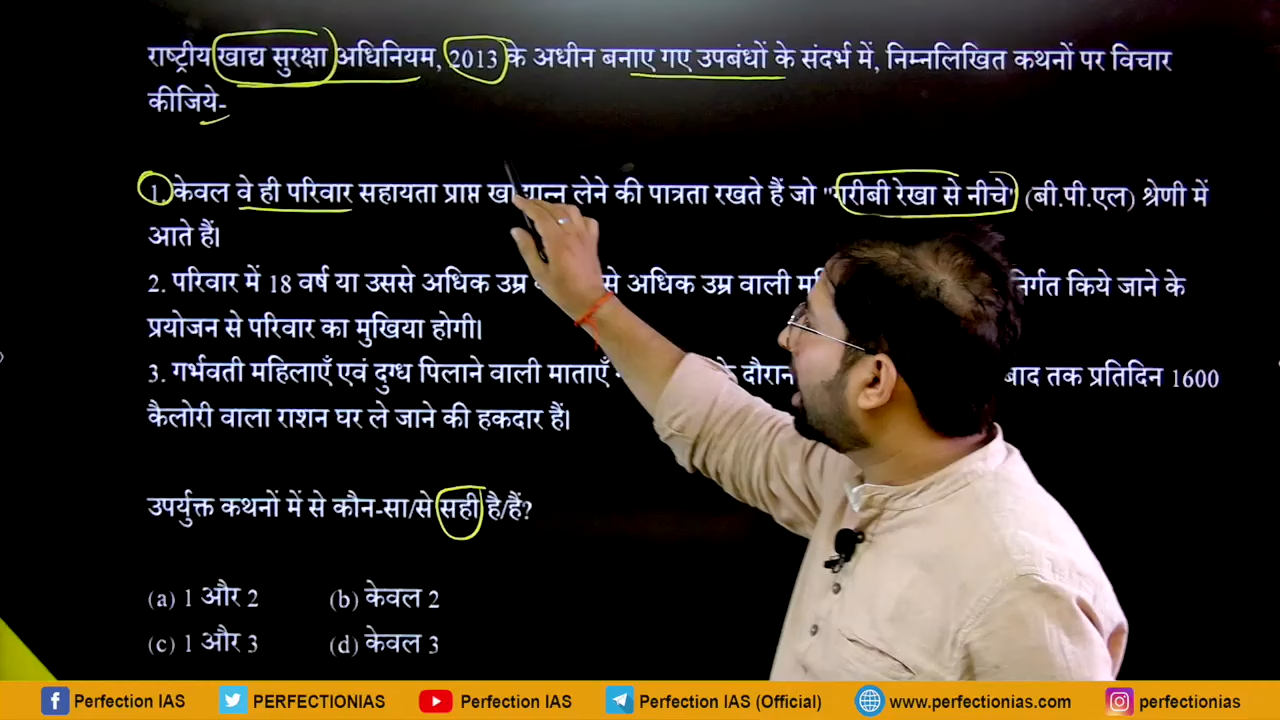 राष्ट्रीय खाद्य सुरक्षा अधिनियम, 2013 के अधीन बनाए गए उपबंधों के संदर्भ में, निम्नलिखित कथनों पर विचार
कीजिये-
1. केवल वे ही परिवार सहायता प्राप्त लेने की पात्रता रखते हैं जो "गरीबी रेखा से नीचे" (बी.पी.एल) श्रेणी में
आते हैं।
2. परिवार में 18 वर्ष या उससे अधिक उम्र से अधिक उम्र वाली किये जाने के
प्रयोजन से परिवार का मुखिया होगी।
3. गर्भवती महिलाएँ एवं दुग्ध पिलाने वाली माताएँ के दौरान बाद तक प्रतिदिन 1600
कैलोरी वाला राशन घर ले जाने की हकदार हैं।
उपर्युक्त कथनों में से कौन-सा/से सही है/हैं?
(a) 1 और 2 (b) केवल 2
(c) 1 और 3 (d) केवल 3
Perfection IAS PERFECTIONIAS Perfection IAS Perfection IAS (Official) www.perfectionias.com perfectionias